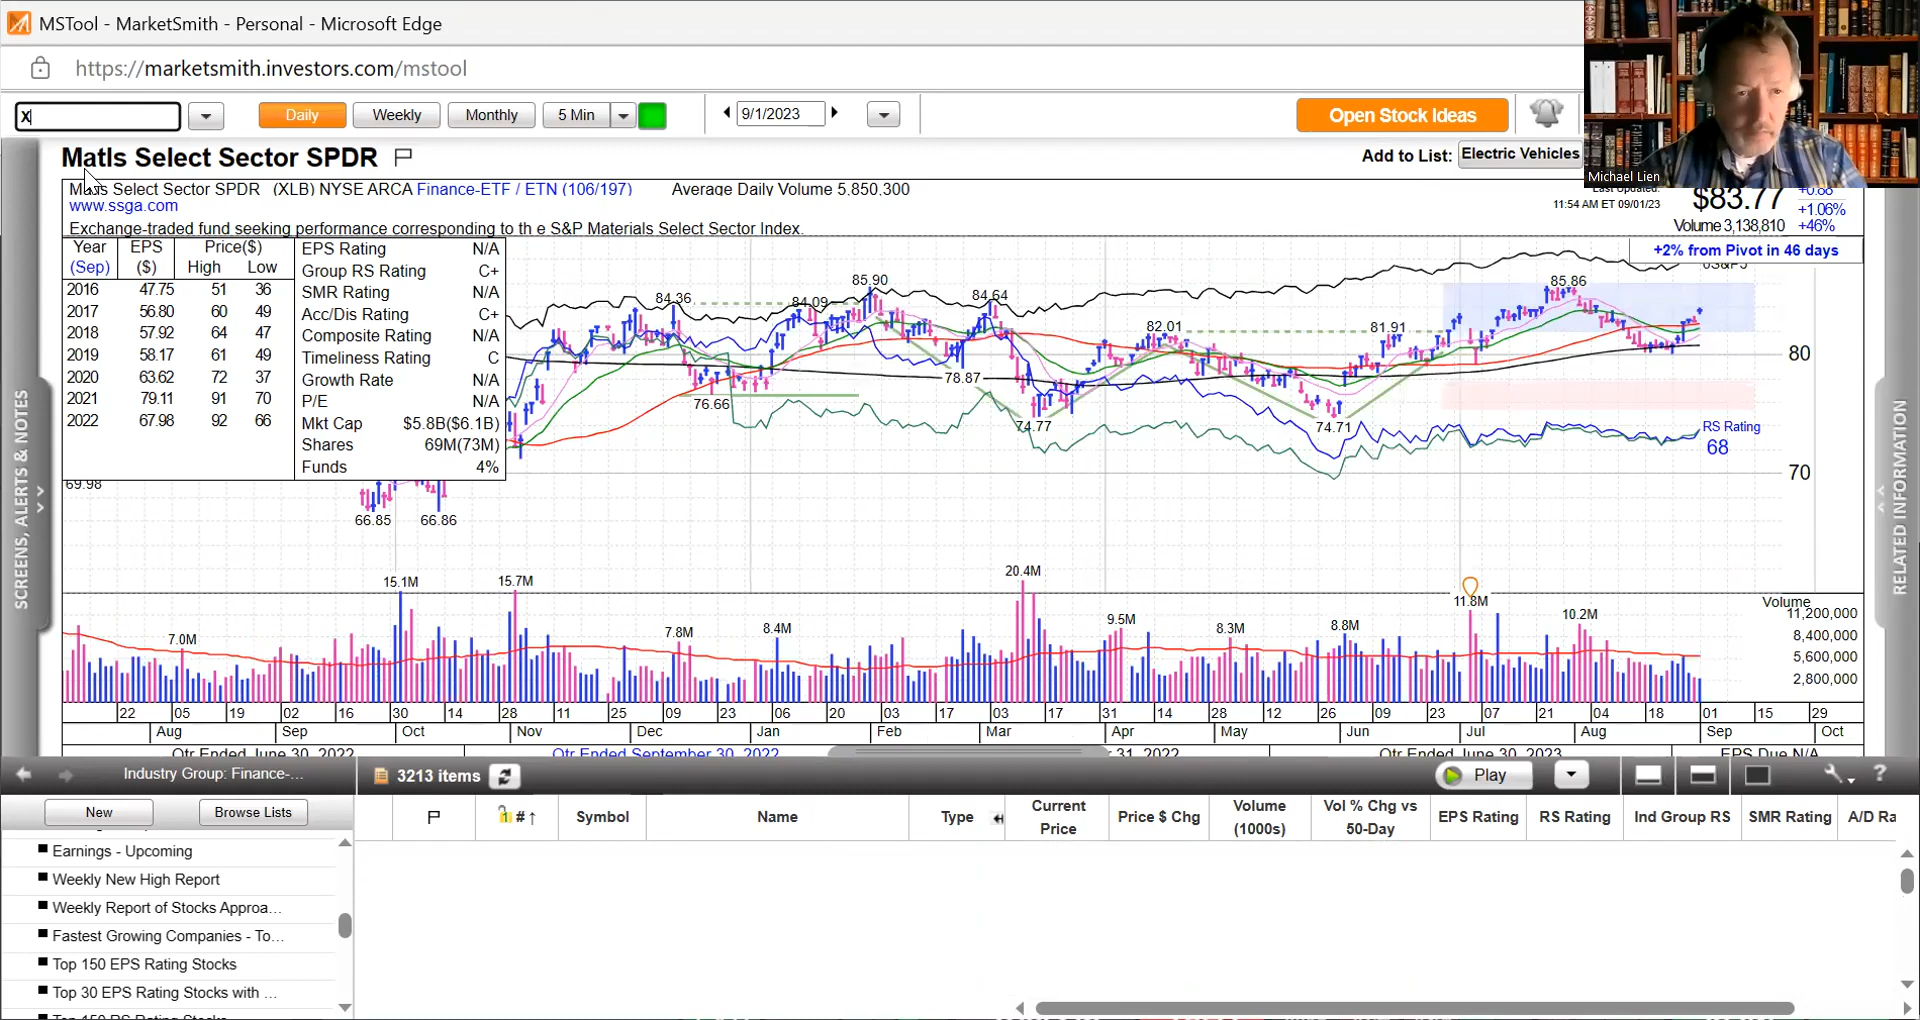 MSTool - MarketSmith - Personal - Microsoft Edge
https://marketsmith.investors.com/mstool
X
Daily
Weekly
Monthly
5 Min
9/1/2023
Open Stock Ideas
Matls Select Sector SPDR
Add to List: Electric Vehicles
Michael Lien
Matls Select Sector SPDR (XLB) NYSE ARCA Finance-ETF / ETN (106/197) Average Daily Volume 5,850,300
www.ssga.com
Exchange-traded fund seeking performance corresponding to th e S&P Materials Select Sector Index.
Last Updated:
11:54 AM ET 09/01/23
$83.77
+0.88
+1.06%
Volume 3,138,810 +46%
+2% from Pivot in 46 days
Year EPS Price($)
(Sep) ($) High Low
2016 47.75 51 36
2017 56.80 60 49
2018 57.92 64 47
2019 58.17 61 49
2020 63.62 72 37
2021 79.11 91 70
2022 67.98 92 66
EPS Rating N/A
Group RS Rating C+
SMR Rating N/A
Acc/Dis Rating C+
Composite Rating N/A
Timeliness Rating C
Growth Rate N/A
P/E N/A
Mkt Cap $5.8B($6.1B)
Shares 69M(73M)
Funds 4%
69.98
66.85
66.86
84.36
76.66
84.09
85.90
78.87
84.64
74.77
82.01
74.71
81.91
85.86
80
70
RS Rating
68
15.1M
15.7M
20.4M
7.0M
7.8M
8.4M
9.5M
8.3M
8.8M
11.8M
10.2M
Volume
11,200,000
8,400,000
5,600,000
2,800,000
22 05 19 02 16 30 14 28 11 25 09 23 06 20 03 17 03 17 31 14 28 12 26 09 23 07 21 04 18 01 15 29
Aug Sep Oct Nov Dec Jan Feb Mar Apr May Jun Jul Aug Sep Oct
Qtr Ended June 30, 2022
Qtr Ended September 30, 2022
31, 2022
Qtr Ended June 30, 2023
EPS Due N/A
SCREENS, ALERTS & NOTES
RELATED INFORMATION
Industry Group: Finance-...
3213 items
Play
?
New
Browse Lists
# Symbol Name Type Current Price Price $ Chg Volume (1000s) Vol % Chg vs 50-Day EPS Rating RS Rating Ind Group RS SMR Rating A/D Ra
Earnings - Upcoming
Weekly New High Report
Weekly Report of Stocks Approa...
Fastest Growing Companies - To...
Top 150 EPS Rating Stocks
Top 30 EPS Rating Stocks with ...
Top 150 RS Rating Stocks